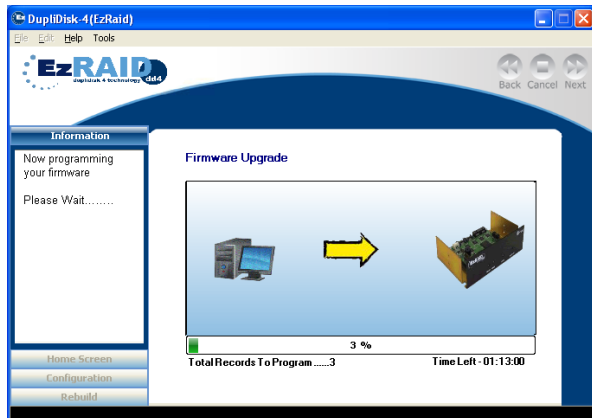 DupliDisk-4(EzRaid)
File Edit Help Tools
EzRAID
duplidisk 4 technology dd4
Back Cancel Next
Information
Now programming
your firmware
Please Wait........
Firmware Upgrade
3 %
Total Records To Program ......3
Time Left - 01:13:00
Home Screen
Configuration
Rebuild